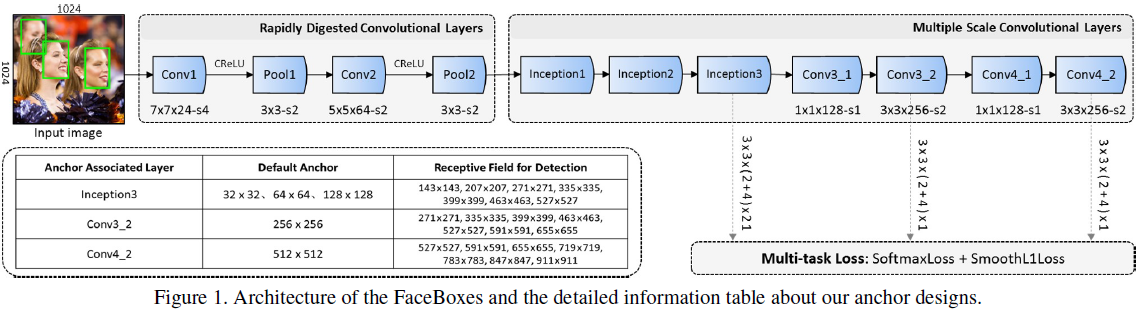 1024
1024
Input image
Rapidly Digested Convolutional Layers
Conv1
CReLU
Pool1
Conv2
CReLU
Pool2
7x7x24-s4
3x3-s2
5x5x64-s2
3x3-s2
Multiple Scale Convolutional Layers
Inception1
Inception2
Inception3
Conv3_1
Conv3_2
Conv4_1
Conv4_2
1x1x128-s1
3x3x256-s2
1x1x128-s1
3x3x256-s2
3x3x(2+4)x21
3x3x(2+4)x1
3x3x(2+4)x1
Multi-task Loss: SoftmaxLoss + SmoothL1Loss
Anchor Associated Layer
Default Anchor
Receptive Field for Detection
Inception3
32 x 32、64 x 64、128 x 128
143x143, 207x207, 271x271, 335x335,
399x399, 463x463, 527x527
Conv3_2
256 x 256
271x271, 335x335, 399x399, 463x463,
527x527, 591x591, 655x655
Conv4_2
512 x 512
527x527, 591x591, 655x655, 719x719,
783x783, 847x847, 911x911
Figure 1. Architecture of the FaceBoxes and the detailed information table about our anchor designs.